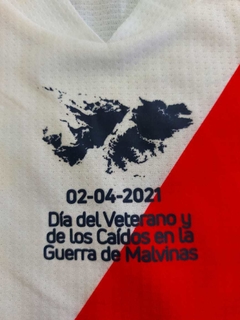 02-04-2021
Día del Veterano y
de los Caídos en la
Guerra de Malvinas